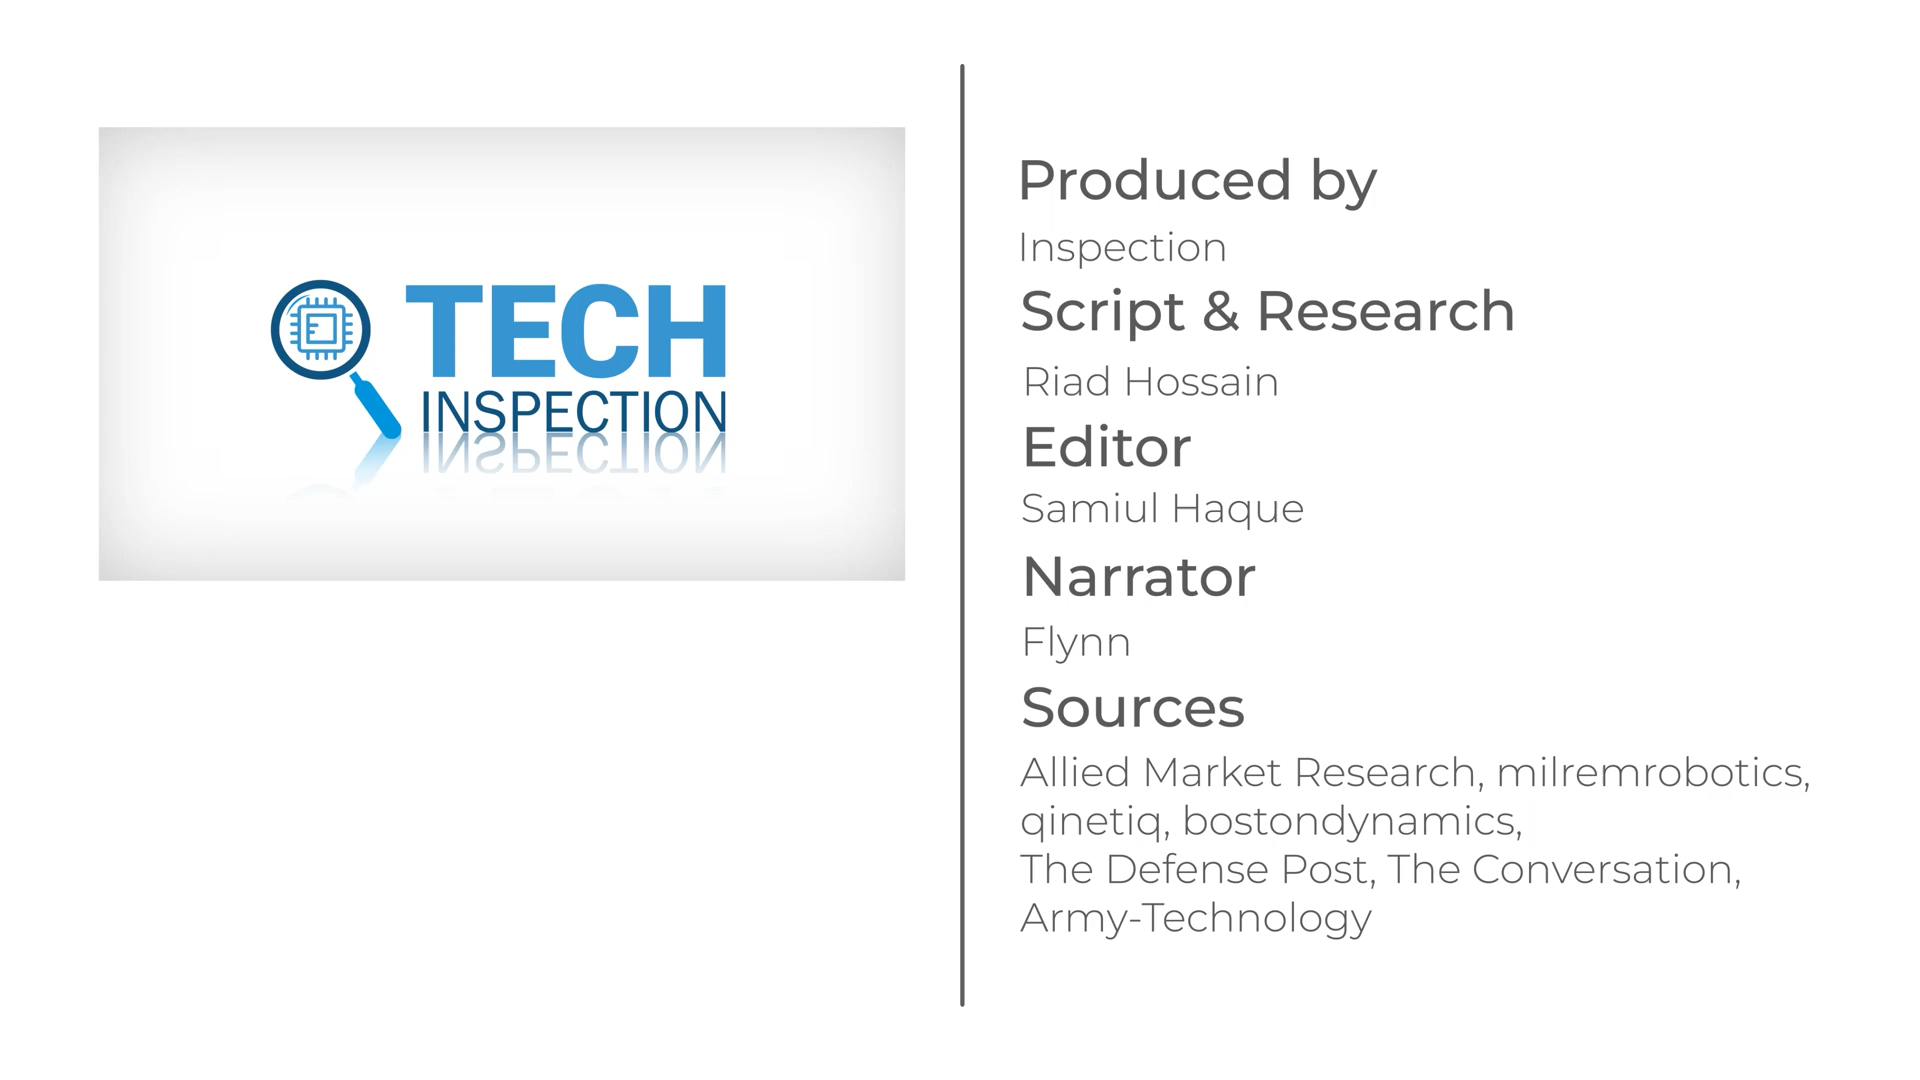 TECH
INSPECTION
Produced by
Inspection
Script & Research
Riad Hossain
Editor
Samiul Haque
Narrator
Flynn
Sources
Allied Market Research, milremrobotics,
qinetiq, bostondynamics,
The Defense Post, The Conversation,
Army-Technology